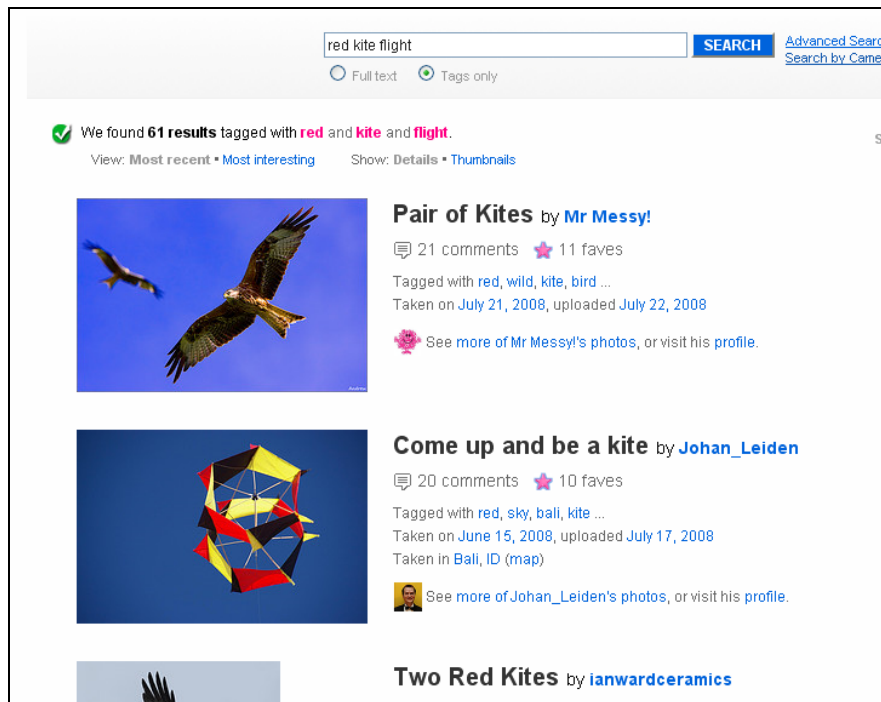 red kite flight
SEARCH
Advanced Searc
Search by Came
Full text
Tags only
We found 61 results tagged with red and kite and flight.
S
View: Most recent ▪ Most interesting Show: Details ▪ Thumbnails
Pair of Kites by Mr Messy!
21 comments 11 faves
Tagged with red, wild, kite, bird ...
Taken on July 21, 2008, uploaded July 22, 2008
See more of Mr Messy!'s photos, or visit his profile.
Come up and be a kite by Johan_Leiden
20 comments 10 faves
Tagged with red, sky, bali, kite ...
Taken on June 15, 2008, uploaded July 17, 2008
Taken in Bali, ID (map)
See more of Johan_Leiden's photos, or visit his profile.
Two Red Kites by ianwardceramics